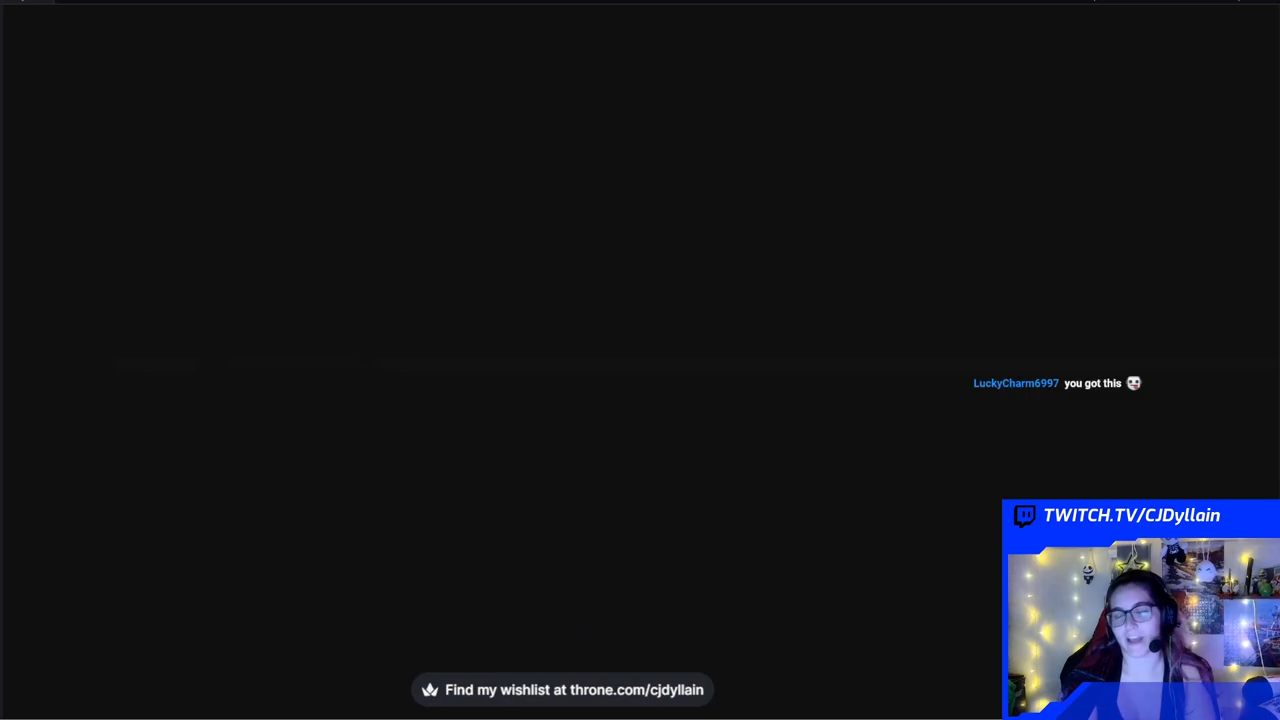 LuckyCharm6997 you got this
TWITCH.TV/CJDyllain
Find my wishlist at throne.com/cjdyllain